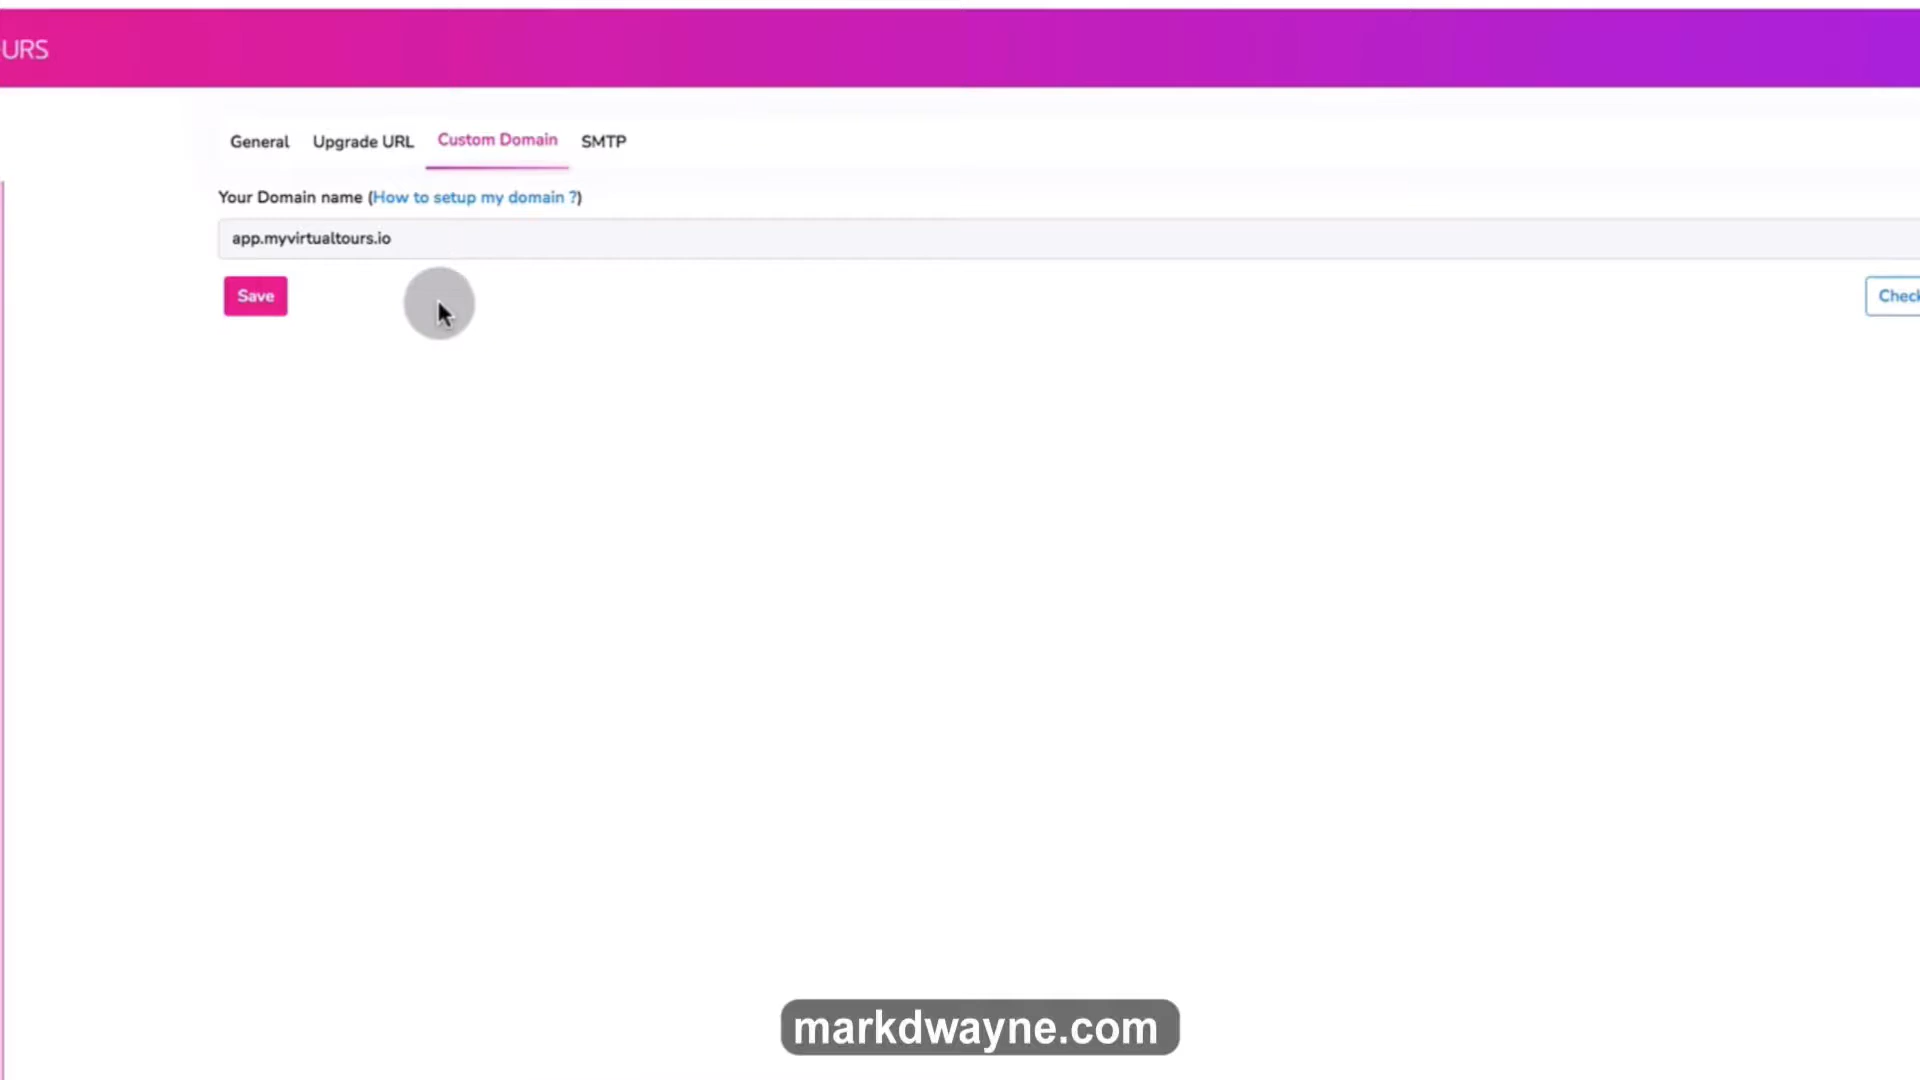 URS
General Upgrade URL Custom Domain SMTP
Your Domain name (How to setup my domain ?)
app.myvirtualtours.io
Save Check
markdwayne.com